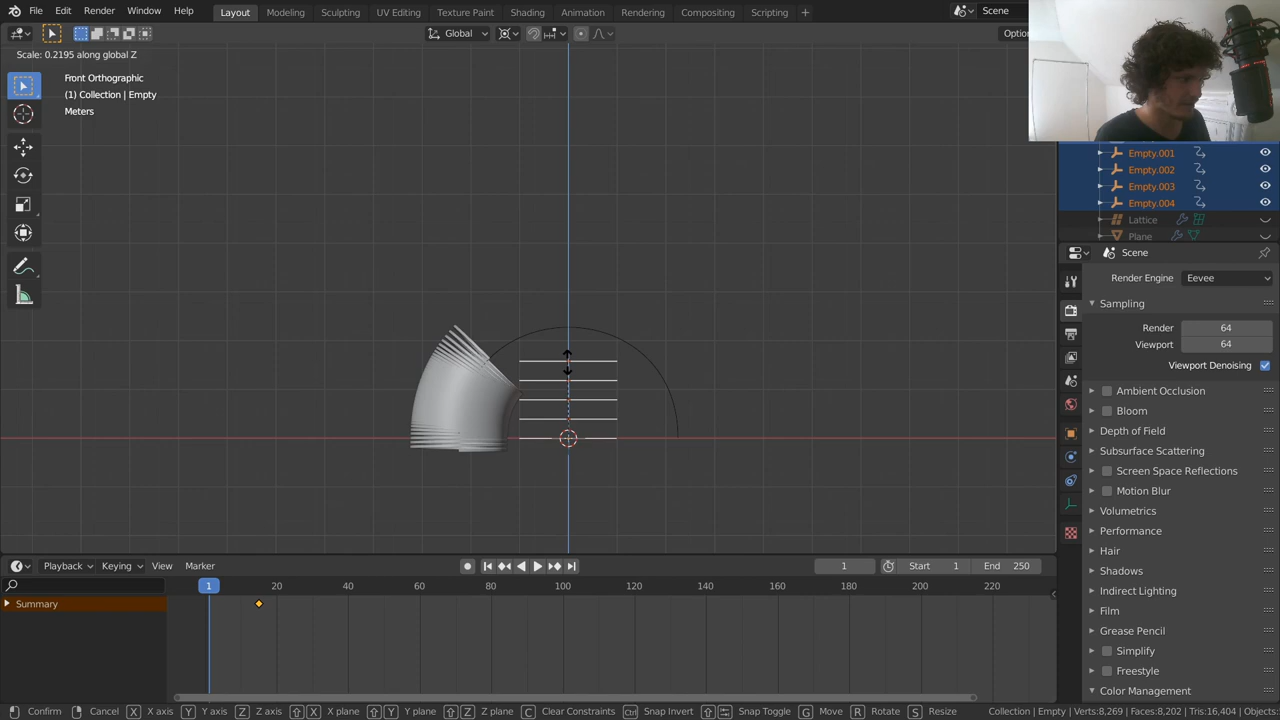 File Edit Render Window Help Layout Modeling Sculpting UV Editing Texture Paint Shading Animation Rendering Compositing Scripting + Scene
Global Options
Scale: 0.2195 along global Z
Front Orthographic
(1) Collection | Empty
Meters
Empty.001
Empty.002
Empty.003
Empty.004
Lattice
Plane
Scene
Render Engine Eevee
Sampling
Render 64
Viewport 64
Viewport Denoising
Ambient Occlusion
Bloom
Depth of Field
Subsurface Scattering
Screen Space Reflections
Motion Blur
Volumetrics
Performance
Hair
Shadows
Indirect Lighting
Film
Grease Pencil
Simplify
Freestyle
Color Management
Playback Keying View Marker 1 Start 1 End 250
1 20 40 60 80 100 120 140 160 180 200 220
Summary
Confirm Cancel X X axis Y Y axis Z Z axis X X plane Y Y plane Z Z plane C Clear Constraints Ctrl Snap Invert Snap Toggle G Move R Rotate S Resize Collection | Empty | Verts:8,269 | Faces:8,202 | Tris:16,404 | Objects: